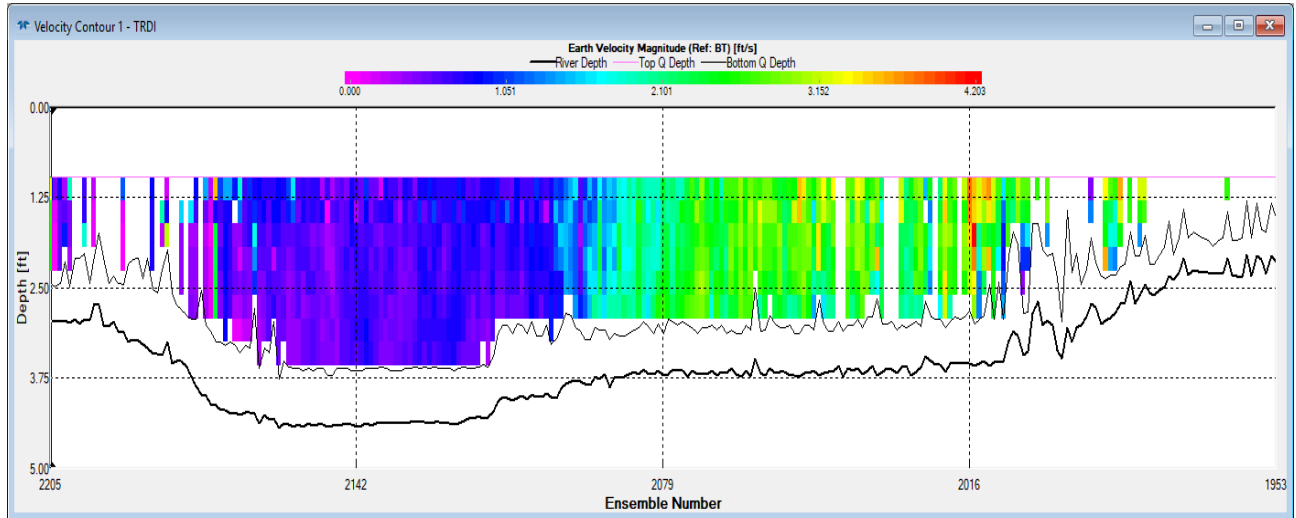 Velocity Contour 1 - TRDI
Earth Velocity Magnitude (Ref: BT) [ft/s]
River Depth Top Q Depth Bottom Q Depth
0.000 1.051 2.101 3.152 4.203
0.00
1.25
2.50
3.75
5.00
Depth [ft]
2205 2142 2079 2016 1953
Ensemble Number